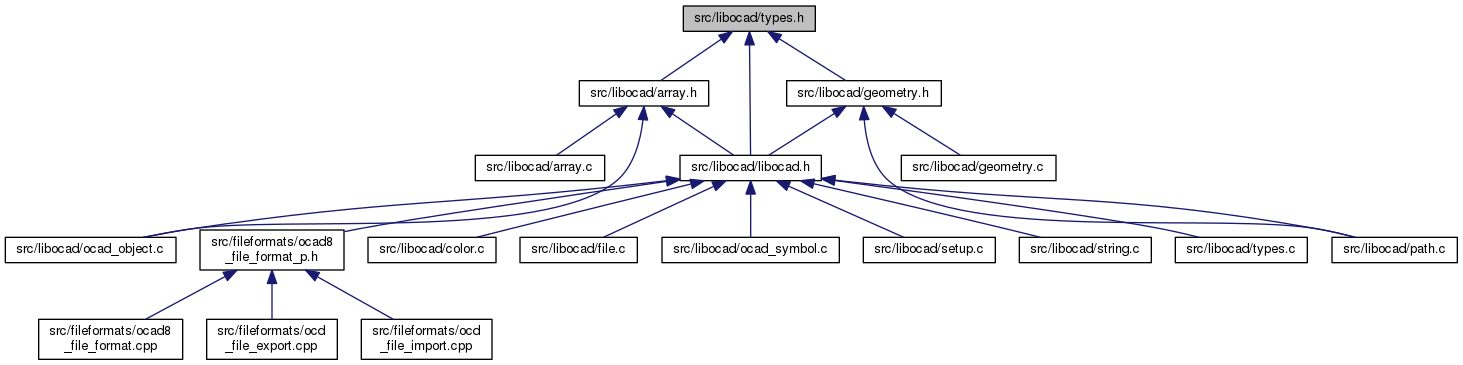 src/libocad/types.h
src/libocad/array.h
src/libocad/geometry.h
src/libocad/array.c
src/libocad/libocad.h
src/libocad/geometry.c
src/libocad/ocad_object.c
src/fileformats/ocad8
_file_format_p.h
src/libocad/color.c
src/libocad/file.c
src/libocad/ocad_symbol.c
src/libocad/setup.c
src/libocad/string.c
src/libocad/types.c
src/libocad/path.c
src/fileformats/ocad8
_file_format.cpp
src/fileformats/ocd
_file_export.cpp
src/fileformats/ocd
_file_import.cpp